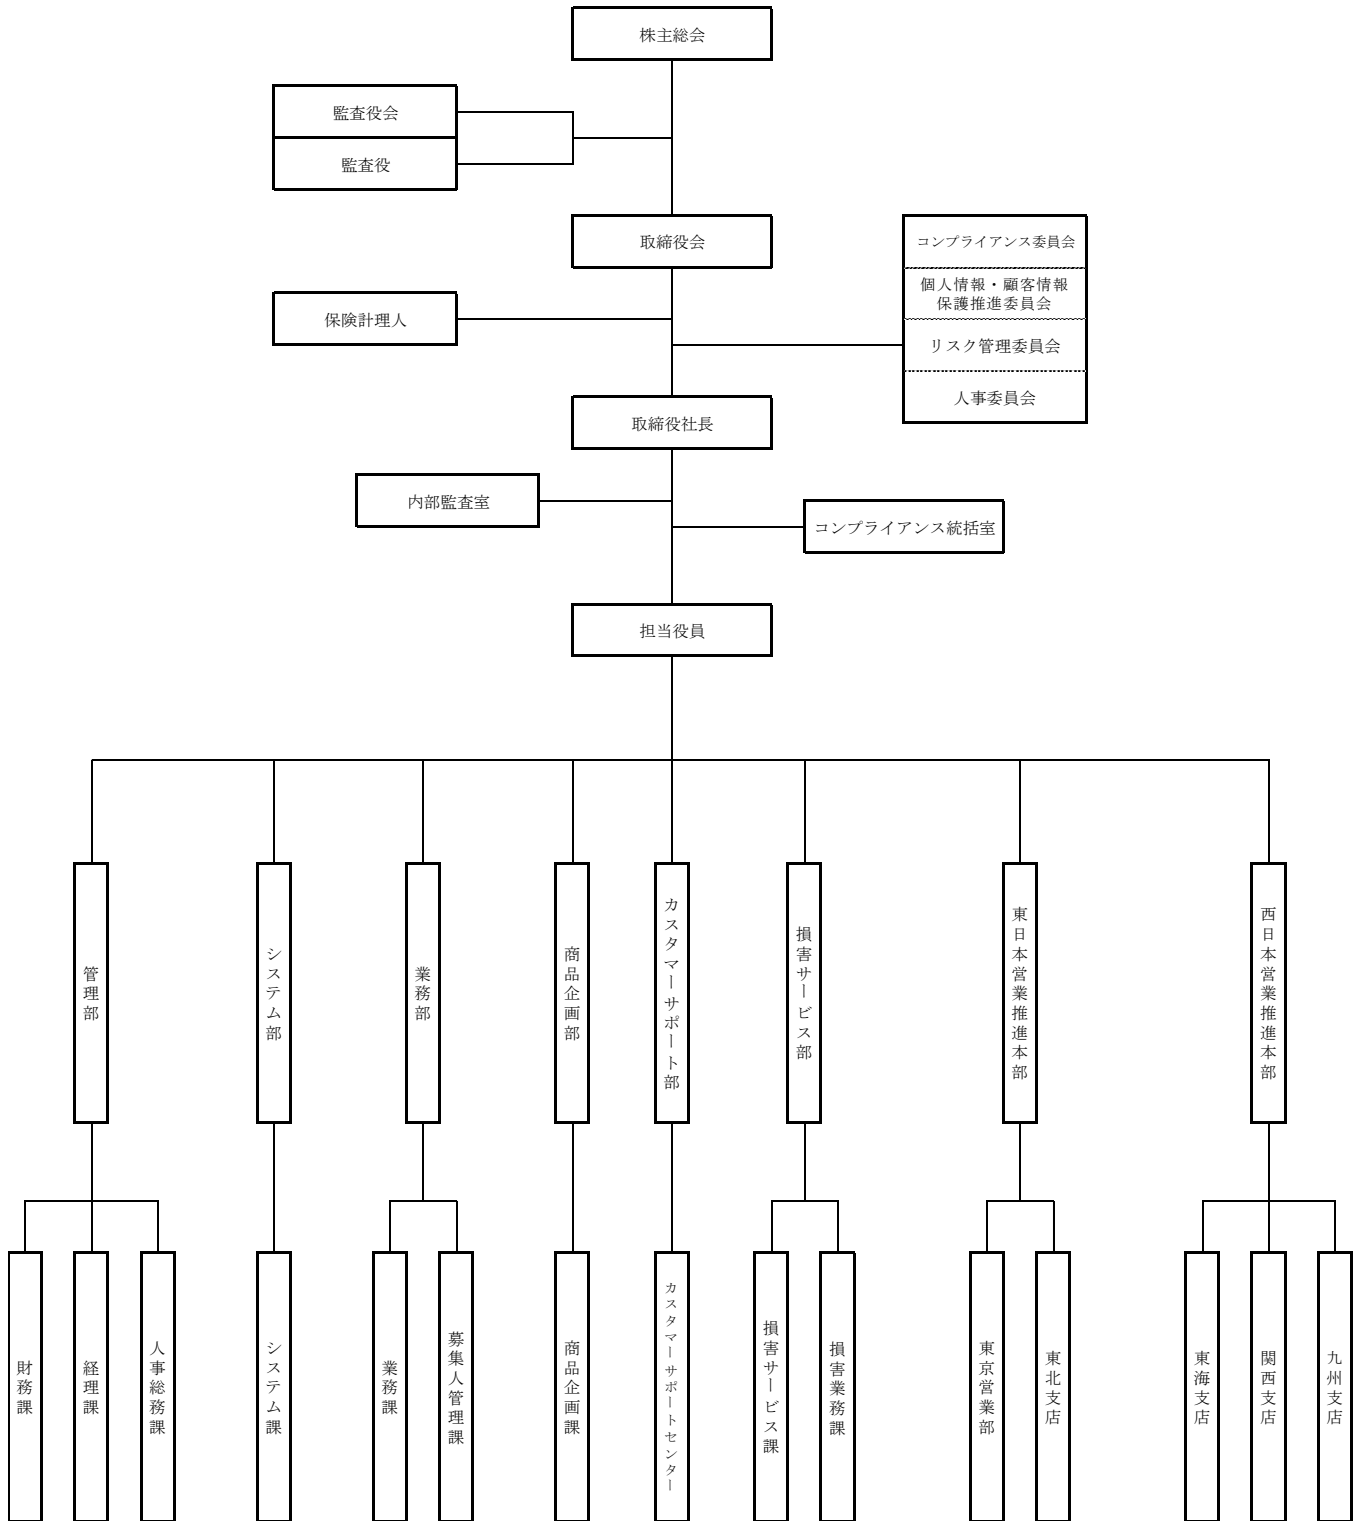 株主総会
監査役会
監査役
取締役会
コンプライアンス委員会
個人情報・顧客情報
保護推進委員会
リスク管理委員会
人事委員会
保険計理人
取締役社長
内部監査室
コンプライアンス統括室
担当役員
管理部
システム部
業務部
商品企画部
カスタマーサポート部
損害サービス部
東日本営業推進本部
西日本営業推進本部
財務課
経理課
人事総務課
システム課
業務課
募集人管理課
商品企画課
カスタマーサポートセンター
損害サービス課
損害業務課
東京営業部
東北支店
東海支店
関西支店
九州支店